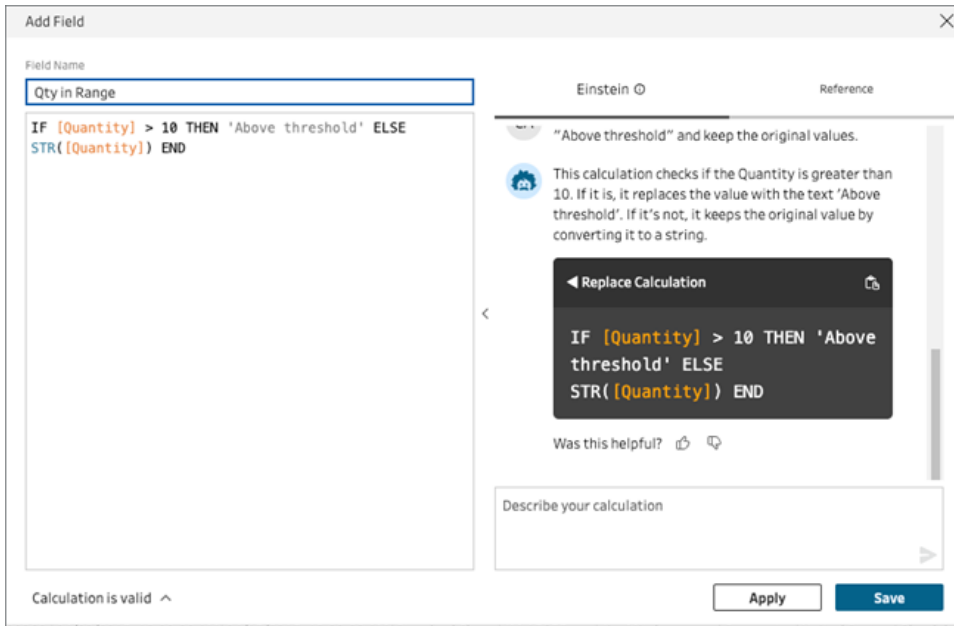 Add Field
Field Name
Qty in Range
IF [Quantity] > 10 THEN 'Above threshold' ELSE
STR([Quantity]) END
Einstein
Reference
"Above threshold" and keep the original values.
This calculation checks if the Quantity is greater than
10. If it is, it replaces the value with the text 'Above
threshold'. If it's not, it keeps the original value by
converting it to a string.
Replace Calculation
IF [Quantity] > 10 THEN 'Above
threshold' ELSE
STR([Quantity]) END
Was this helpful?
Describe your calculation
Calculation is valid
Apply
Save